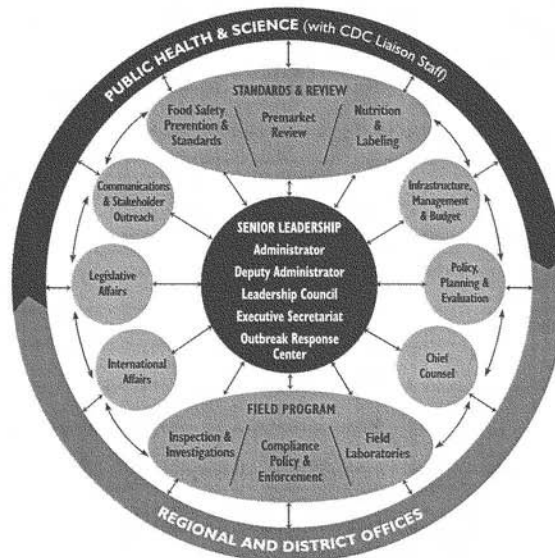 PUBLIC HEALTH & SCIENCE (with CDC Liaison Staff)
STANDARDS & REVIEW
Food Safety
Prevention &
Standards
Premarket
Review
Nutrition
&
Labeling
Communications
& Stakeholder
Outreach
Infrastructure,
Management
& Budget
SENIOR LEADERSHIP
Administrator
Deputy Administrator
Leadership Council
Executive Secretariat
Outbreak Response
Center
Legislative
Affairs
Policy,
Planning &
Evaluation
International
Affairs
Chief
Counsel
FIELD PROGRAM
Inspection &
Investigations
Compliance
Policy &
Enforcement
Field
Laboratories
REGIONAL AND DISTRICT OFFICES